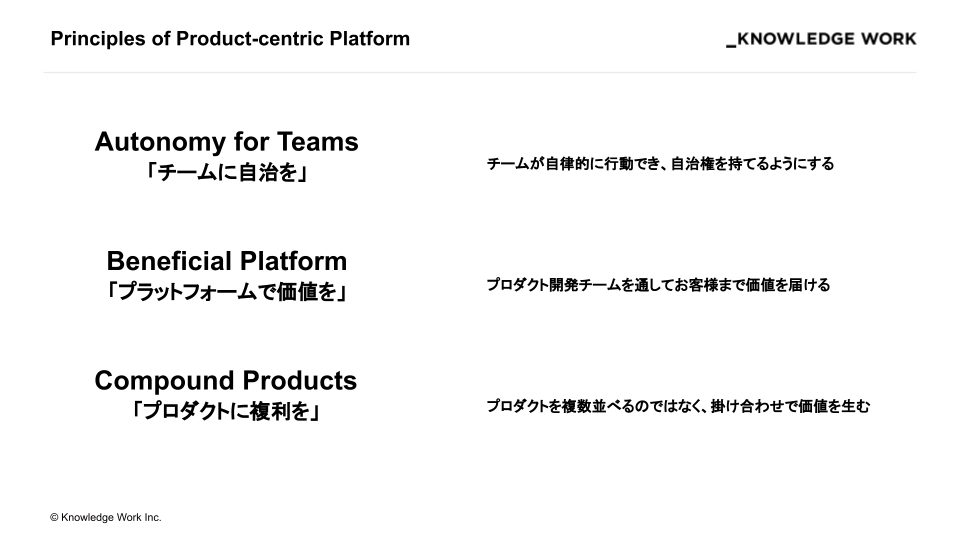 Principles of Product-centric Platform
_KNOWLEDGE WORK
Autonomy for Teams
「チームに自治を」
チームが自律的に行動でき、自治権を持てるようにする
Beneficial Platform
「プラットフォームで価値を」
プロダクト開発チームを通してお客様まで価値を届ける
Compound Products
「プロダクトに複利を」
プロダクトを複数並べるのではなく、掛け合わせで価値を生む
© Knowledge Work Inc.